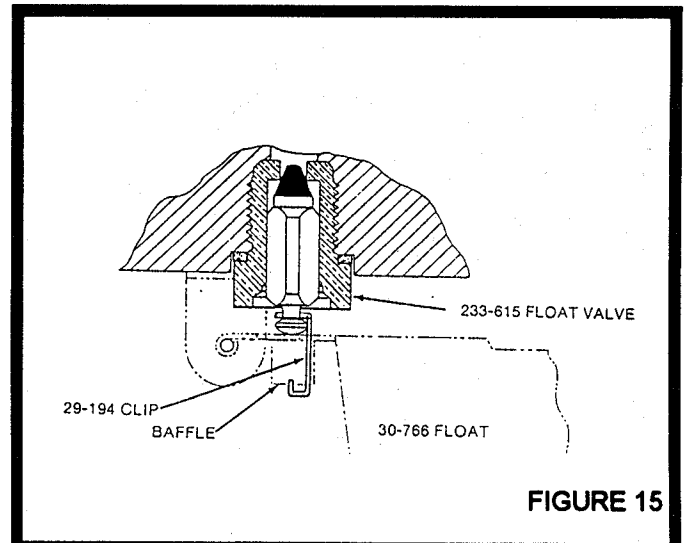 233-615 FLOAT VALVE
29-194 CLIP
BAFFLE
30-766 FLOAT
FIGURE 15